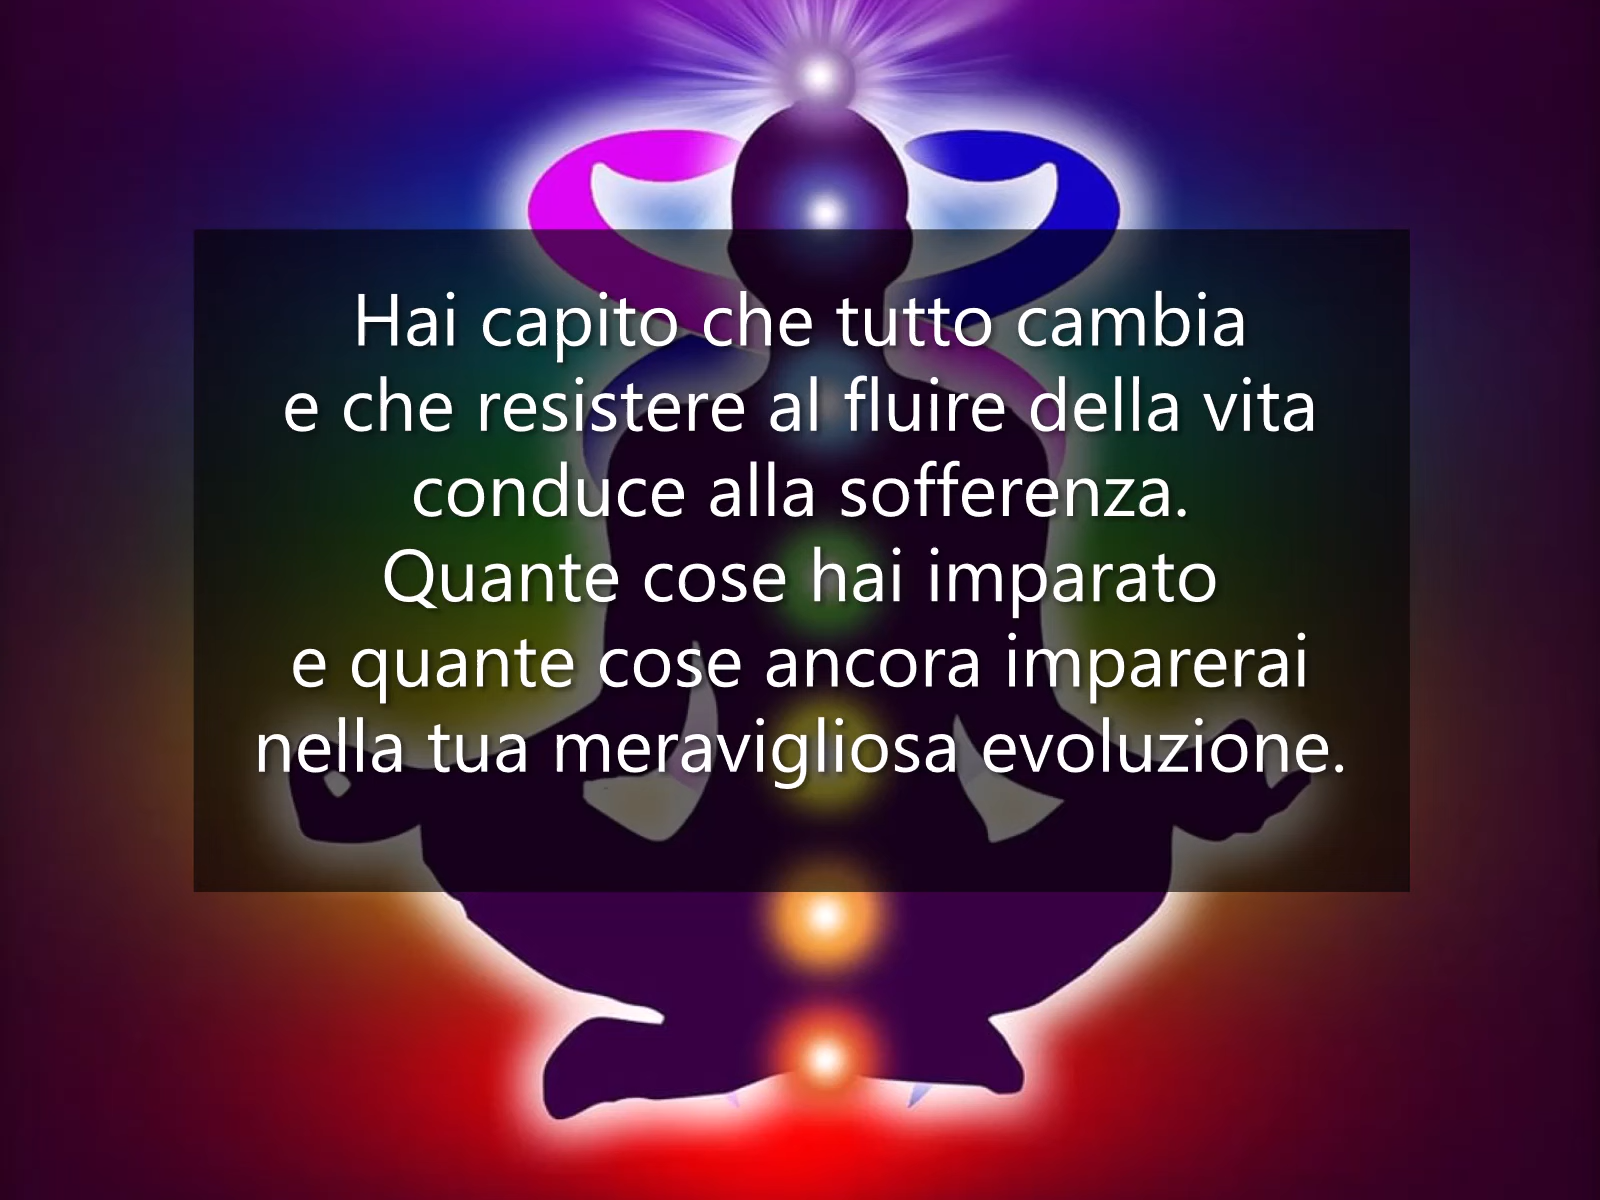 Hai capito che tutto cambia
e che resistere al fluire della vita
conduce alla sofferenza.
Quante cose hai imparato
e quante cose ancora imparerai
nella tua meravigliosa evoluzione.